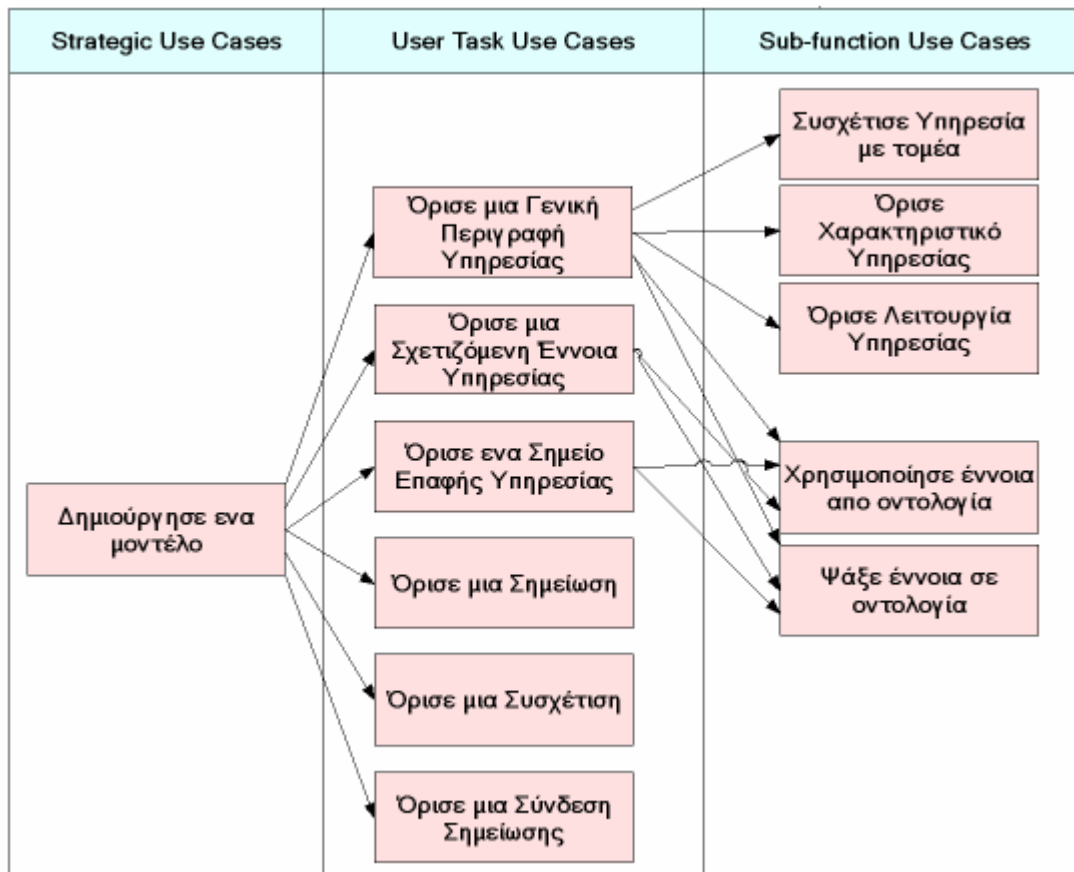 Strategic Use Cases
User Task Use Cases
Sub-function Use Cases
Δημιούργησε ενα
μοντέλο
Όρισε μια Γενική
Περιγραφή
Υπηρεσίας
Όρισε μια
Σχετιζόμενη Έννοια
Υπηρεσίας
Όρισε ενα Σημείο
Επαφής Υπηρεσίας
Όρισε μια Σημείωση
Όρισε μια Συσχέτιση
Όρισε μια Σύνδεση
Σημείωσης
Συσχέτισε Υπηρεσία
με τομέα
Όρισε
Χαρακτηριστικό
Υπηρεσίας
Όρισε Λειτουργία
Υπηρεσίας
Χρησιμοποίησε έννοια
απο οντολογία
Ψάξε έννοια σε
οντολογία